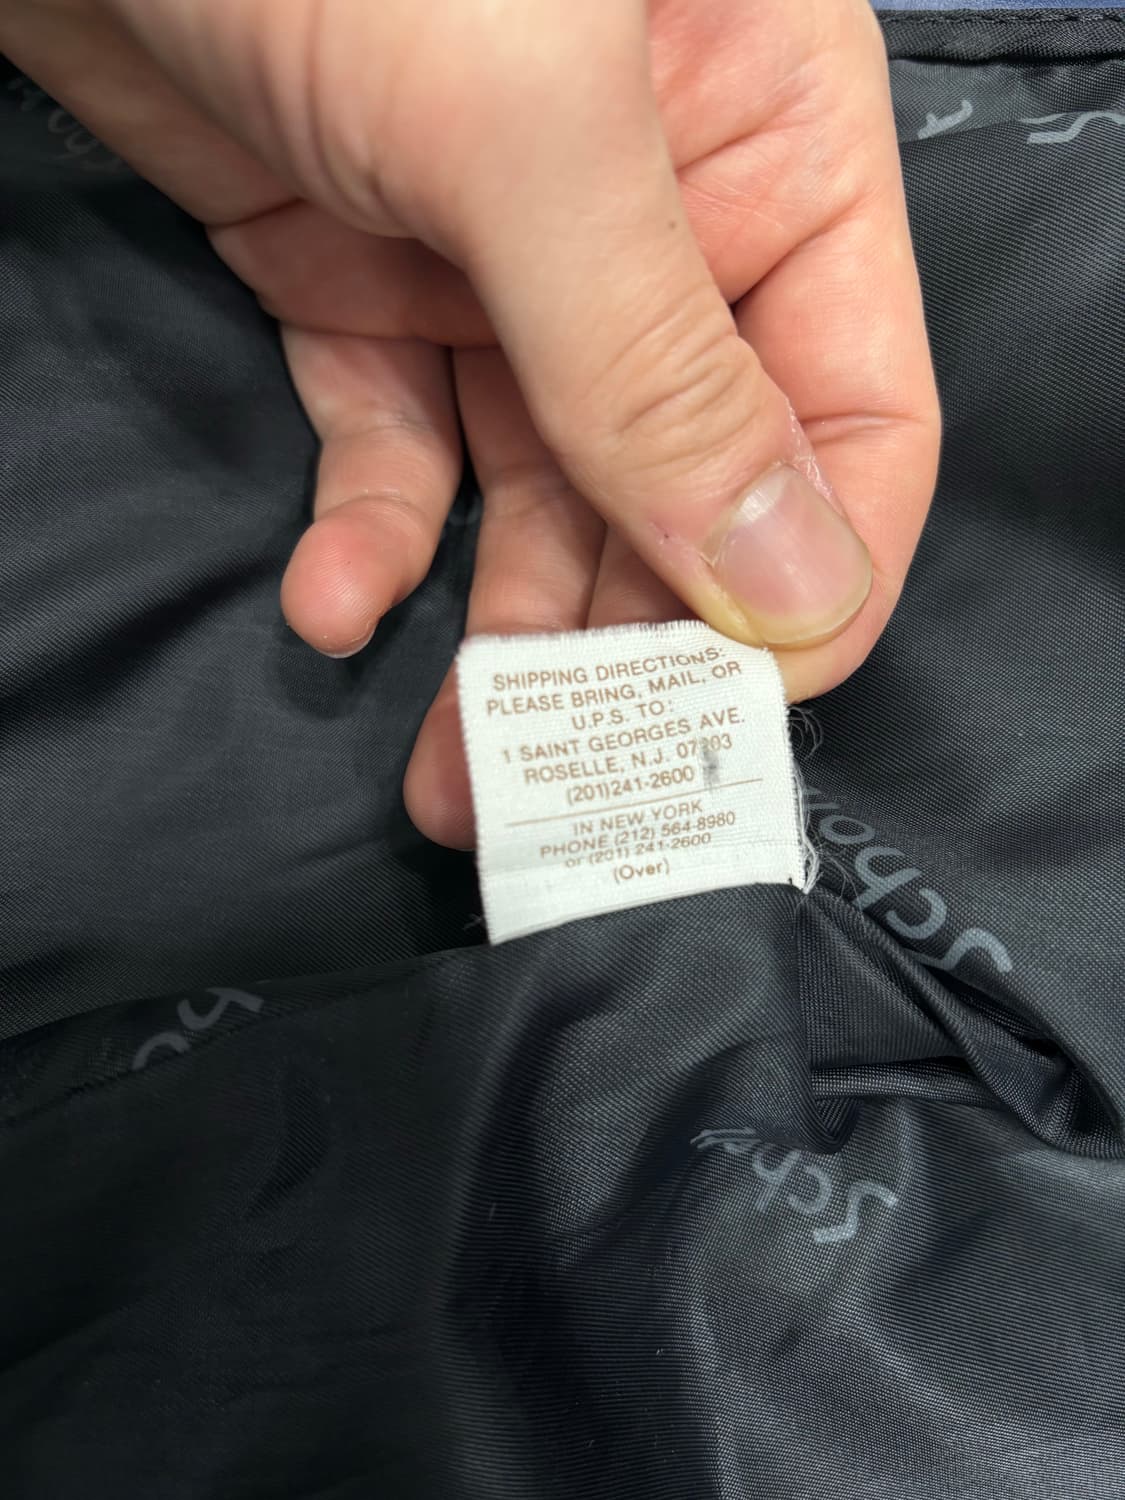 SHIPPING DIRECTIONS:
PLEASE BRING, MAIL, OR
U.P.S. TO:
1 SAINT GEORGES AVE.
ROSELLE, N.J.
(201)241-2600
IN NEW YORK
PHONE (212) 564-8980
or (201) 241-2600
(Over)